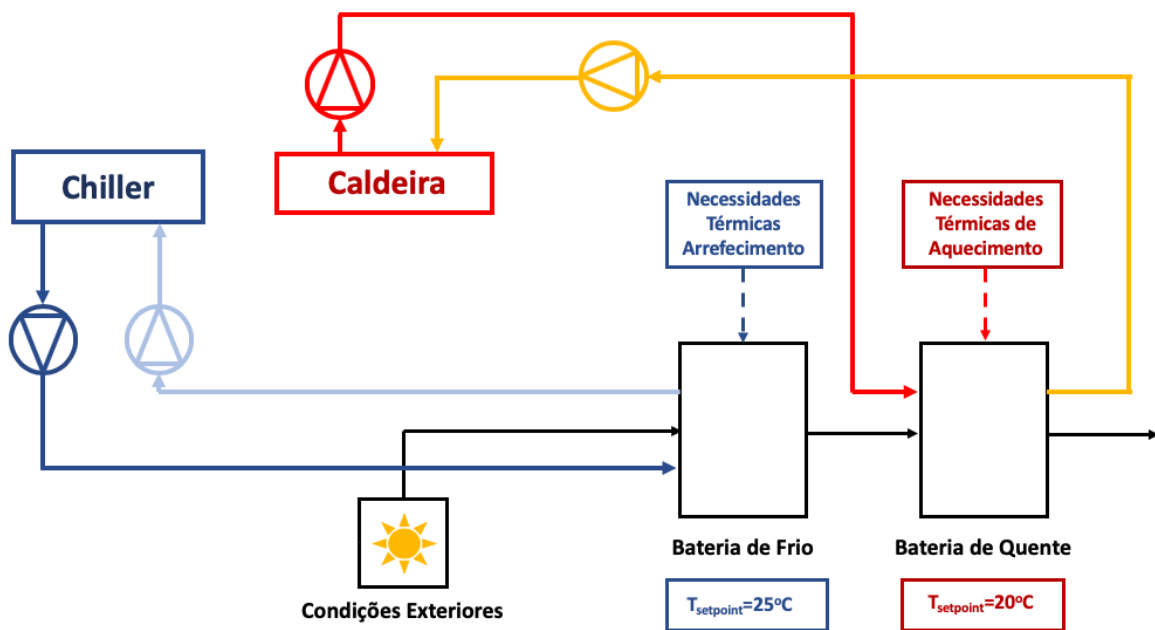 Chiller
Caldeira
Necessidades
Térmicas
Arrefecimento
Necessidades
Térmicas de
Aquecimento
Condições Exteriores
Bateria de Frio
Bateria de Quente
Tsetpoint=25ºC
Tsetpoint=20ºC